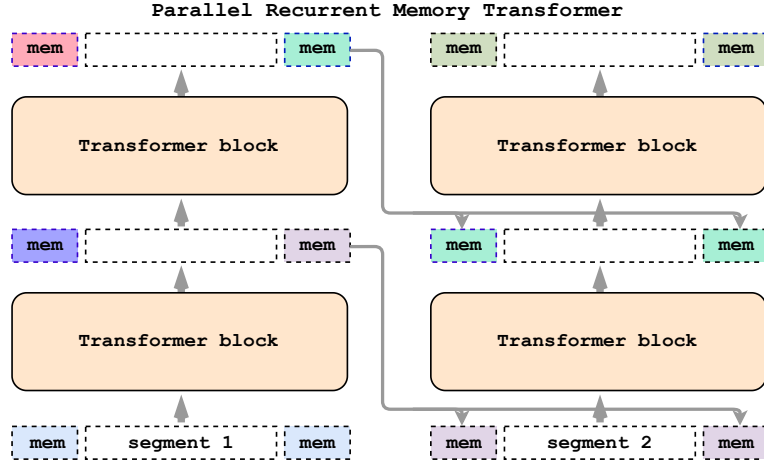 Parallel Recurrent Memory Transformer
mem mem mem mem
Transformer block Transformer block
mem mem mem mem
Transformer block Transformer block
mem segment 1 mem mem segment 2 mem